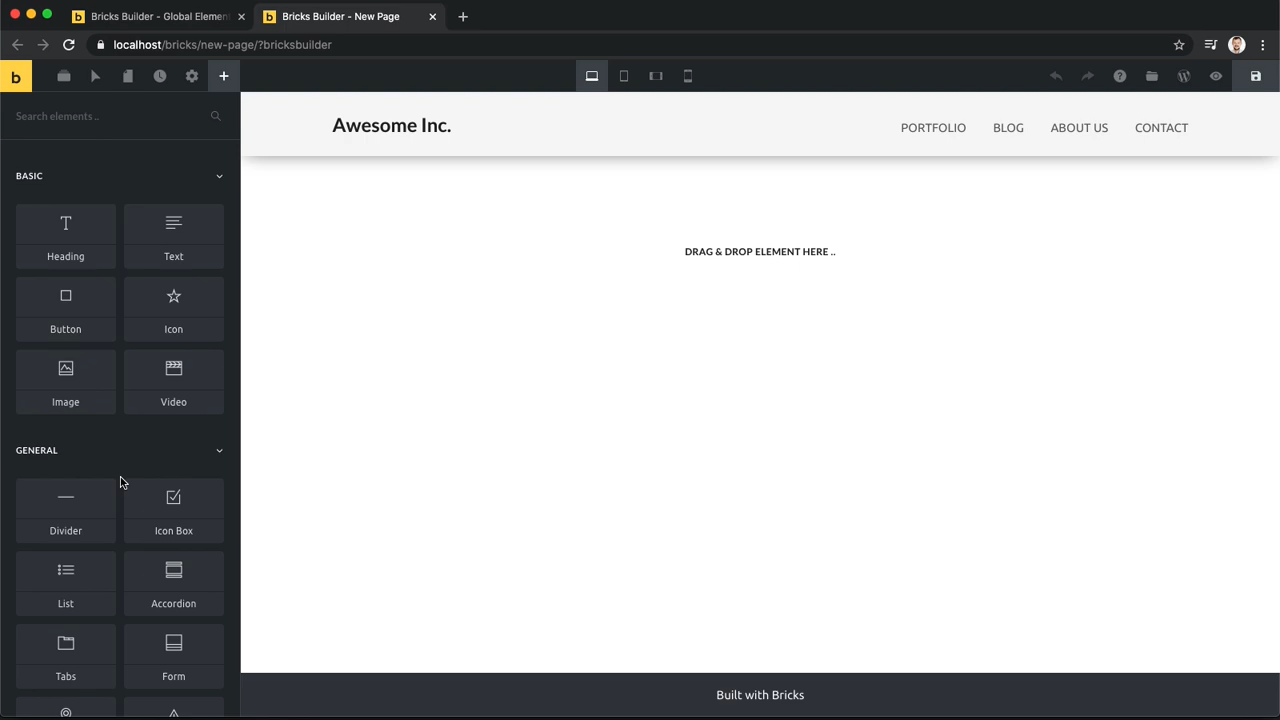 Bricks Builder - Global Elemen
Bricks Builder - New Page
localhost/bricks/new-page/?bricksbuilder
b
Search elements ..
BASIC
Heading
Text
Button
Icon
Image
Video
GENERAL
Divider
Icon Box
List
Accordion
Tabs
Form
Awesome Inc.
PORTFOLIO
BLOG
ABOUT US
CONTACT
DRAG & DROP ELEMENT HERE ..
Built with Bricks